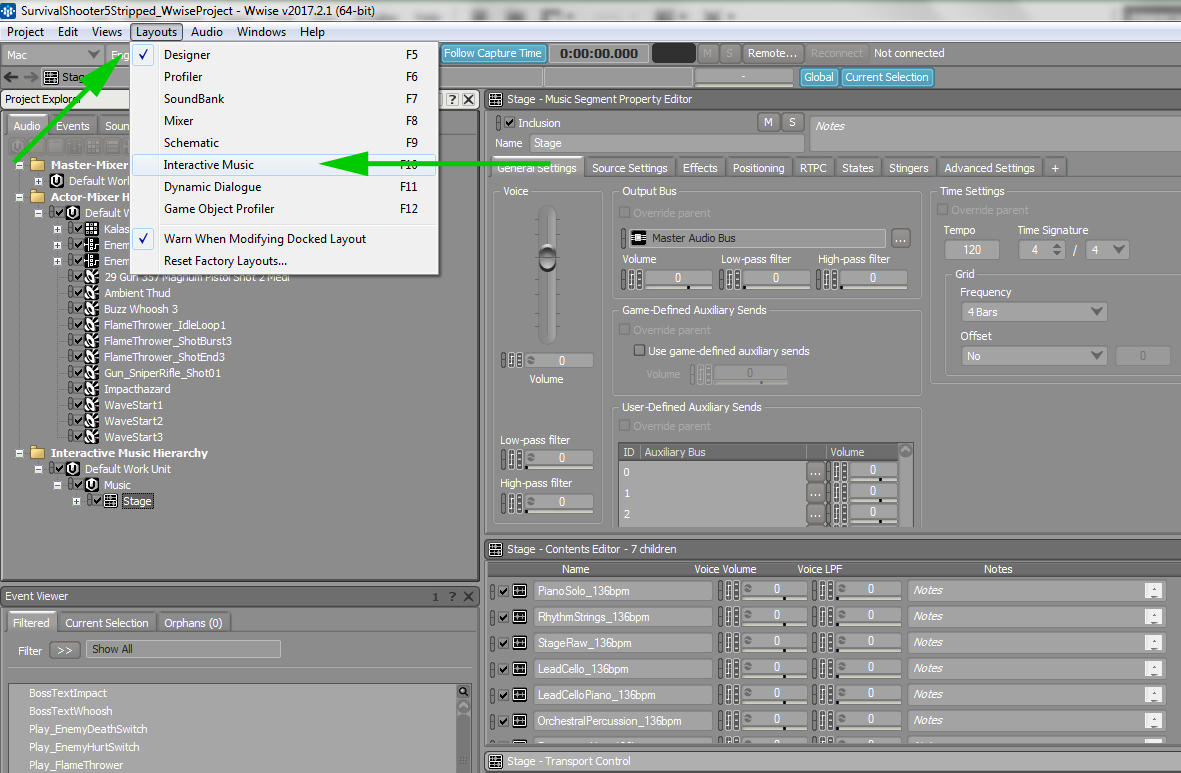 SurvivalShooter5Stripped_WwiseProject - Wwise v2017.2.1 (64-bit)
Project Edit Views Layouts Audio Windows Help
Mac Eng Follow Capture Time 0:00:00.000 M S Remote... Reconnect Not connected
Stag - Global Current Selection
Designer F5
Profiler F6
SoundBank F7
Mixer F8
Schematic F9
Interactive Music F10
Dynamic Dialogue F11
Game Object Profiler F12
Warn When Modifying Docked Layout
Reset Factory Layouts...
Project Explor ?
Audio Events Soun
Master-Mixer
Default Wor
Actor-Mixer H
Default W
Kalas
Enem
Enem
29 Gun 357 Magnum Pistol Shot 2 Medi
Ambient Thud
Buzz Whoosh 3
FlameThrower_IdleLoop1
FlameThrower_ShotBurst3
FlameThrower_ShotEnd3
Gun_SniperRifle_Shot01
Impacthazard
WaveStart1
WaveStart2
WaveStart3
Interactive Music Hierarchy
Default Work Unit
Music
Stage
Event Viewer 1 ?
Filtered Current Selection Orphans (0)
Filter >> Show All
BossTextImpact
BossTextWhoosh
Play_EnemyDeathSwitch
Play_EnemyHurtSwitch
Play_FlameThrower
Stage - Music Segment Property Editor
Inclusion M S Notes
Name Stage
General Settings Source Settings Effects Positioning RTPC States Stingers Advanced Settings +
Voice
0
Volume
Low-pass filter
0
High-pass filter
0
Output Bus
Override parent
Master Audio Bus ...
Volume Low-pass filter High-pass filter
0 0 0
Game-Defined Auxiliary Sends
Override parent
Use game-defined auxiliary sends
Volume 0
User-Defined Auxiliary Sends
Override parent
ID Auxiliary Bus Volume
0 ... 0
1 ... 0
2 ... 0
Time Settings
Override parent
Tempo Time Signature
120 4 / 4
Grid
Frequency
4 Bars
Offset
No 0
Stage - Contents Editor - 7 children
Name Voice Volume Voice LPF Notes
PianoSolo_136bpm 0 0 Notes
RhythmStrings_136bpm 0 0 Notes
StageRaw_136bpm 0 0 Notes
LeadCello_136bpm 0 0 Notes
LeadCelloPiano_136bpm 0 0 Notes
OrchestralPercussion_136bpm 0 0 Notes
Stage - Transport Control